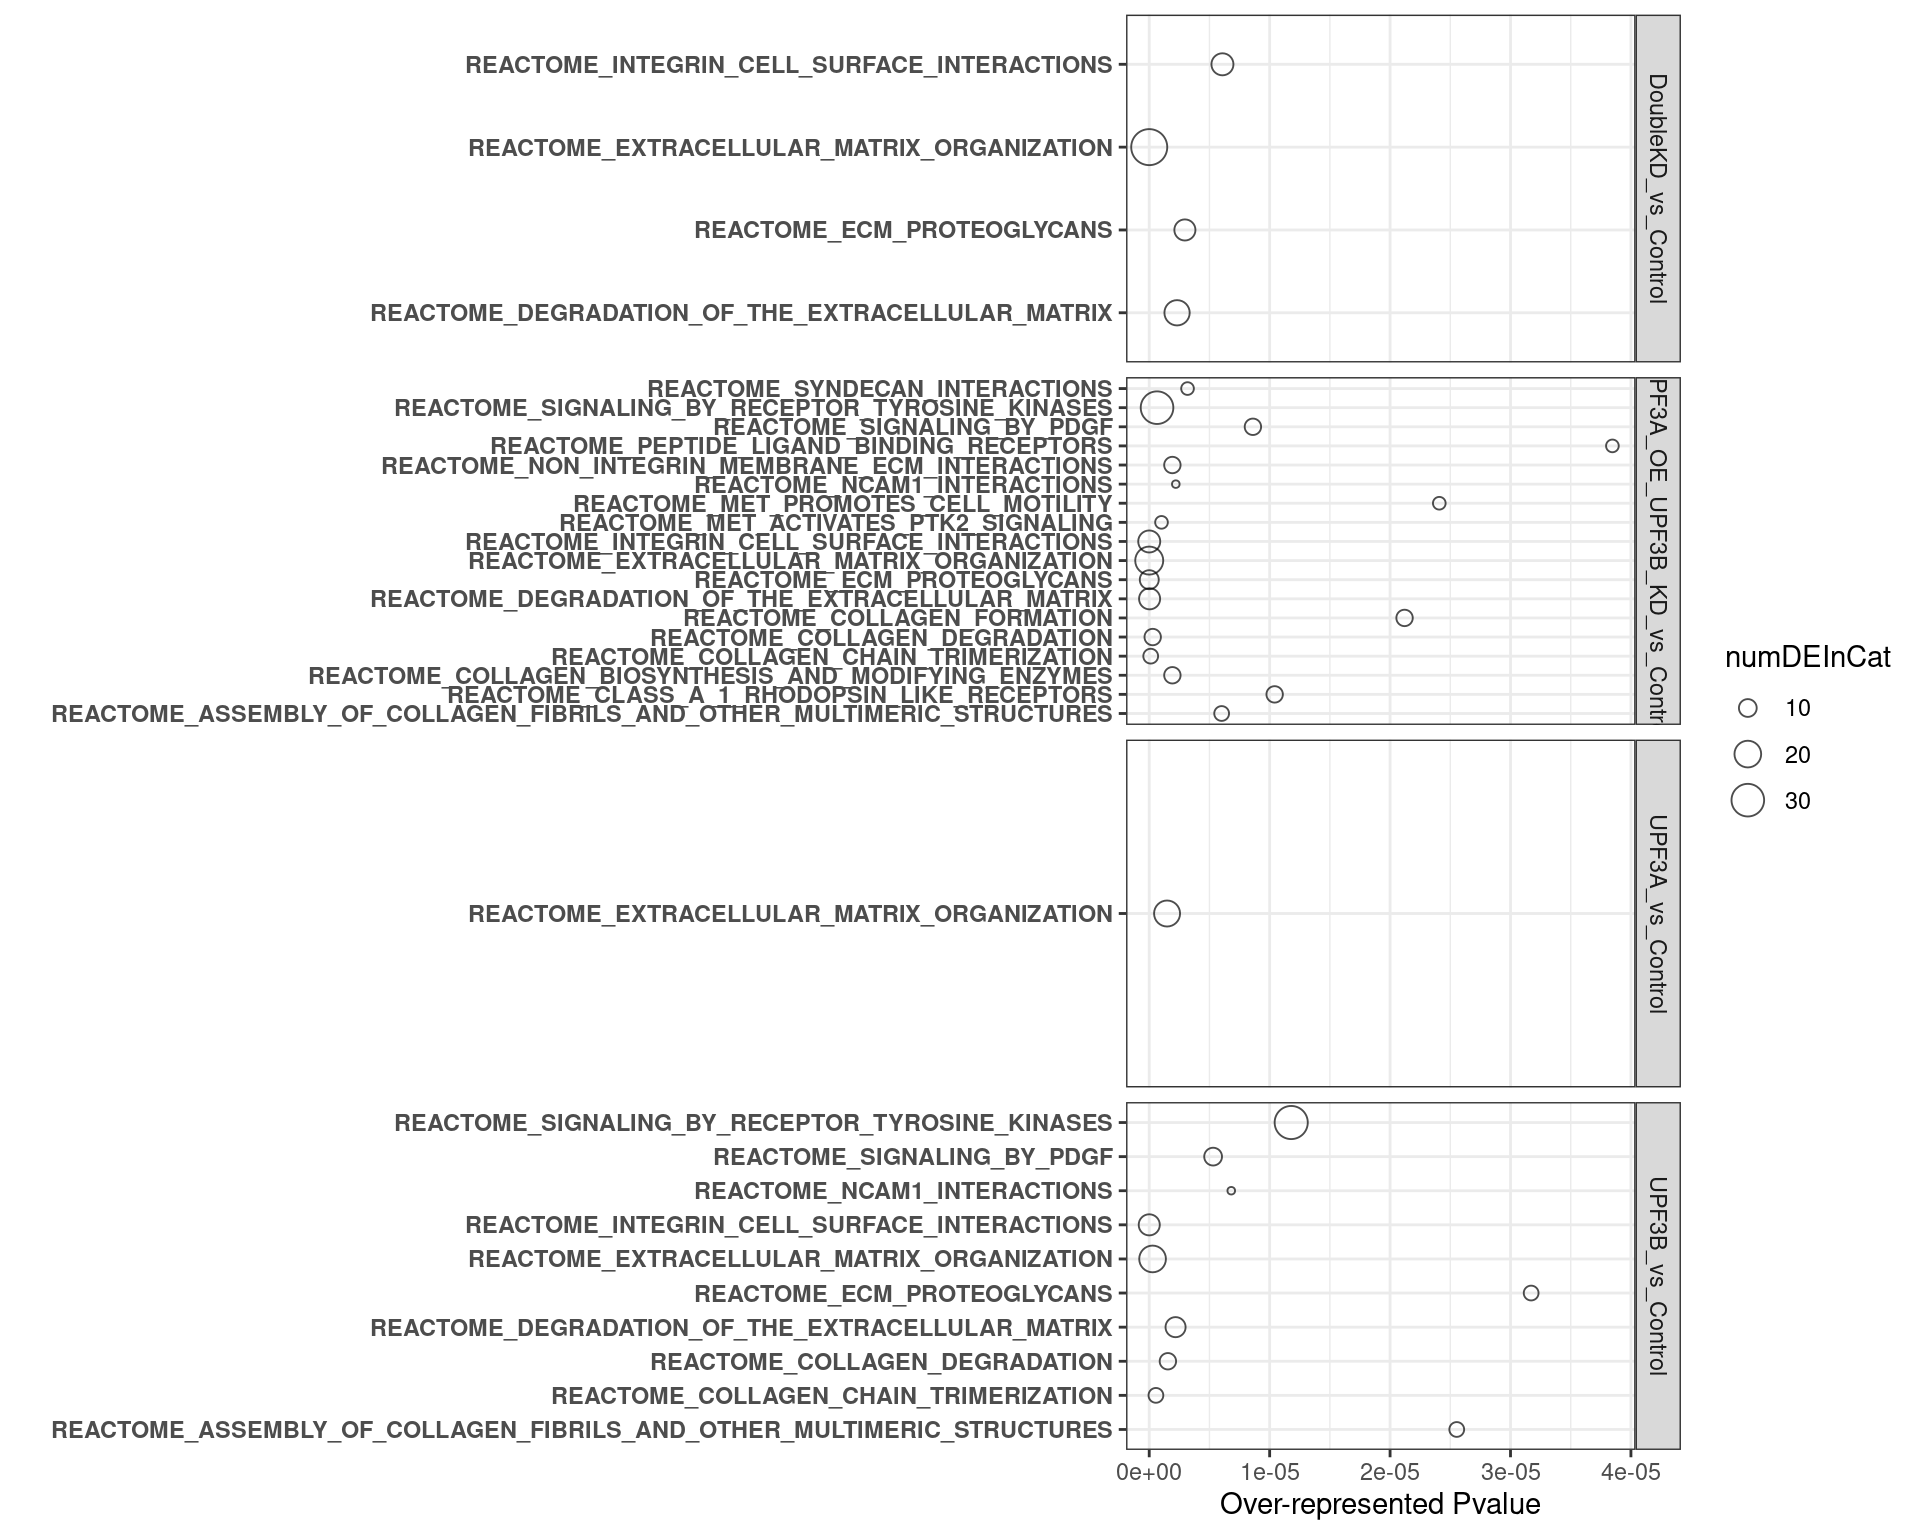 REACTOME_INTEGRIN_CELL_SURFACE_INTERACTIONS
REACTOME_EXTRACELLULAR_MATRIX_ORGANIZATION
REACTOME_ECM_PROTEOGLYCANS
REACTOME_DEGRADATION_OF_THE_EXTRACELLULAR_MATRIX
DoubleKD_vs_Control
REACTOME_SYNDECAN_INTERACTIONS
REACTOME_SIGNALING_BY_RECEPTOR_TYROSINE_KINASES
REACTOME_SIGNALING_BY_PDGF
REACTOME_PEPTIDE_LIGAND_BINDING_RECEPTORS
REACTOME_NON_INTEGRIN_MEMBRANE_ECM_INTERACTIONS
REACTOME_NCAM1_INTERACTIONS
REACTOME_MET_PROMOTES_CELL_MOTILITY
REACTOME_MET_ACTIVATES_PTK2_SIGNALING
REACTOME_INTEGRIN_CELL_SURFACE_INTERACTIONS
REACTOME_EXTRACELLULAR_MATRIX_ORGANIZATION
REACTOME_ECM_PROTEOGLYCANS
REACTOME_DEGRADATION_OF_THE_EXTRACELLULAR_MATRIX
REACTOME_COLLAGEN_FORMATION
REACTOME_COLLAGEN_DEGRADATION
REACTOME_COLLAGEN_CHAIN_TRIMERIZATION
REACTOME_COLLAGEN_BIOSYNTHESIS_AND_MODIFYING_ENZYMES
REACTOME_CLASS_A_1_RHODOPSIN_LIKE_RECEPTORS
REACTOME_ASSEMBLY_OF_COLLAGEN_FIBRILS_AND_OTHER_MULTIMERIC_STRUCTURES
PF3A_OE_UPF3B_KD_vs_Contr
REACTOME_EXTRACELLULAR_MATRIX_ORGANIZATION
UPF3A_vs_Control
REACTOME_SIGNALING_BY_RECEPTOR_TYROSINE_KINASES
REACTOME_SIGNALING_BY_PDGF
REACTOME_NCAM1_INTERACTIONS
REACTOME_INTEGRIN_CELL_SURFACE_INTERACTIONS
REACTOME_EXTRACELLULAR_MATRIX_ORGANIZATION
REACTOME_ECM_PROTEOGLYCANS
REACTOME_DEGRADATION_OF_THE_EXTRACELLULAR_MATRIX
REACTOME_COLLAGEN_DEGRADATION
REACTOME_COLLAGEN_CHAIN_TRIMERIZATION
REACTOME_ASSEMBLY_OF_COLLAGEN_FIBRILS_AND_OTHER_MULTIMERIC_STRUCTURES
UPF3B_vs_Control
0e+00 1e-05 2e-05 3e-05 4e-05
Over-represented Pvalue
numDEInCat
10
20
30